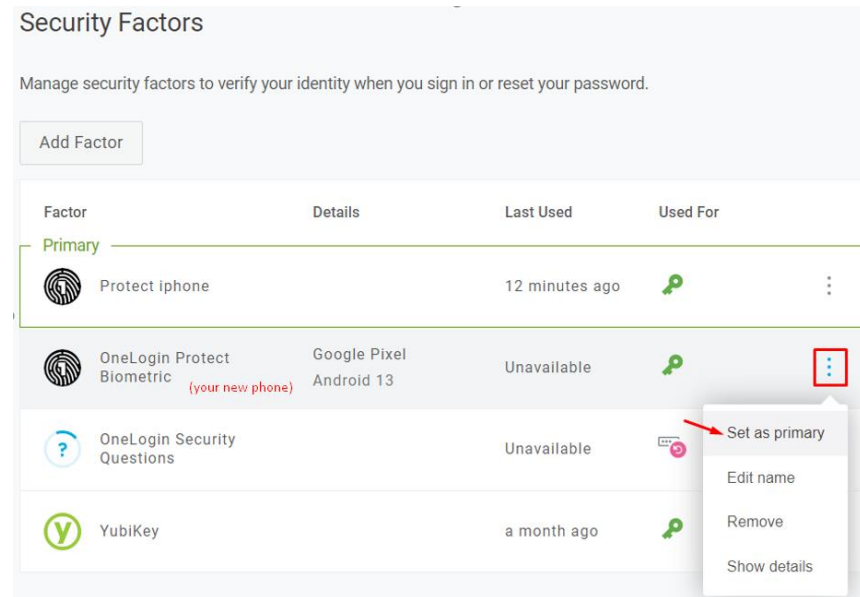 Security Factors
Manage security factors to verify your identity when you sign in or reset your password.
Add Factor
Factor Details Last Used Used For
Primary
Protect iphone 12 minutes ago
OneLogin Protect
Biometric
(your new phone)
Google Pixel
Android 13
Unavailable
OneLogin Security
Questions
Unavailable
YubiKey a month ago
Set as primary
Edit name
Remove
Show details